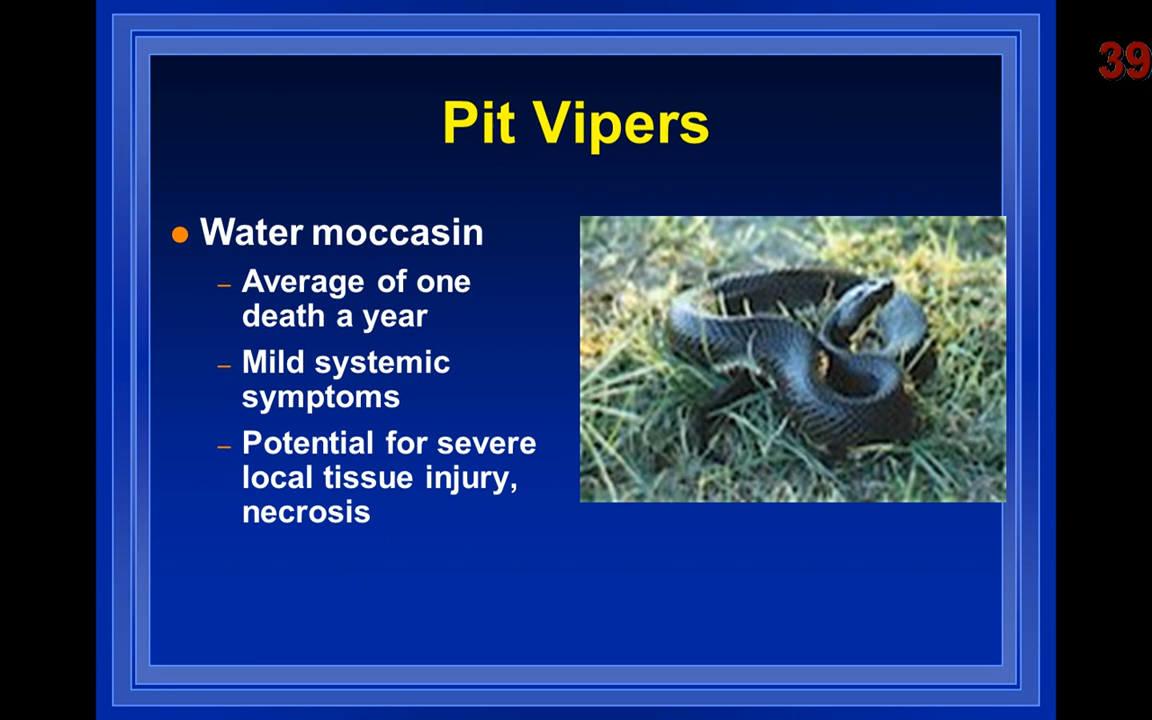 39
Pit Vipers
Water moccasin
– Average of one
death a year
– Mild systemic
symptoms
– Potential for severe
local tissue injury,
necrosis